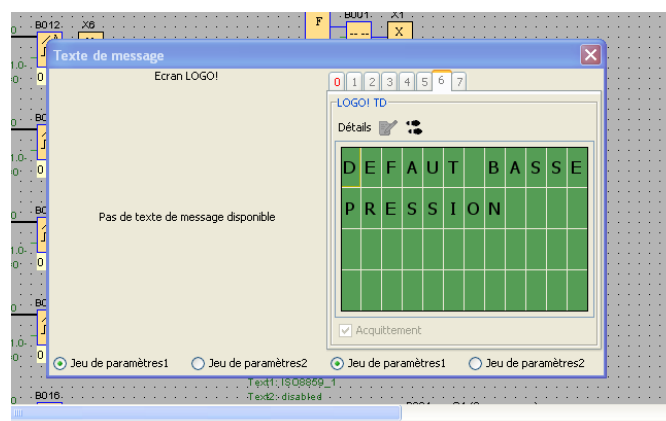 B012 X6 F B001 X1
Texte de message
Ecran LOGO!
0 1 2 3 4 5 6 7
LOGO! TD
Détails
DEFAUT BASSE
PRESSION
Pas de texte de message disponible
Acquittement
Jeu de paramètres1 Jeu de paramètres2 Jeu de paramètres1 Jeu de paramètres2
Text1: ISO8859_1
Text2: disabled
B016